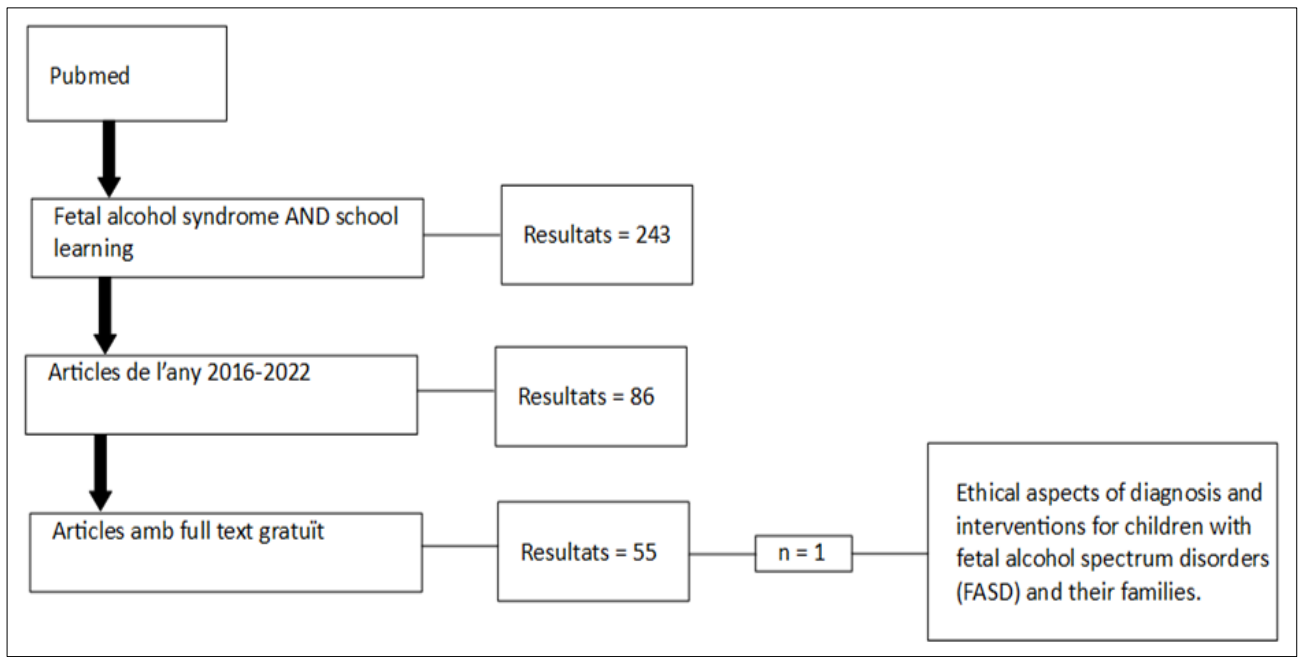 Pubmed
Fetal alcohol syndrome AND school
learning
Resultats = 243
Articles de l'any 2016-2022
Resultats = 86
Articles amb full text gratuït
Resultats = 55
n = 1
Ethical aspects of diagnosis and
interventions for children with
fetal alcohol spectrum disorders
(FASD) and their families.